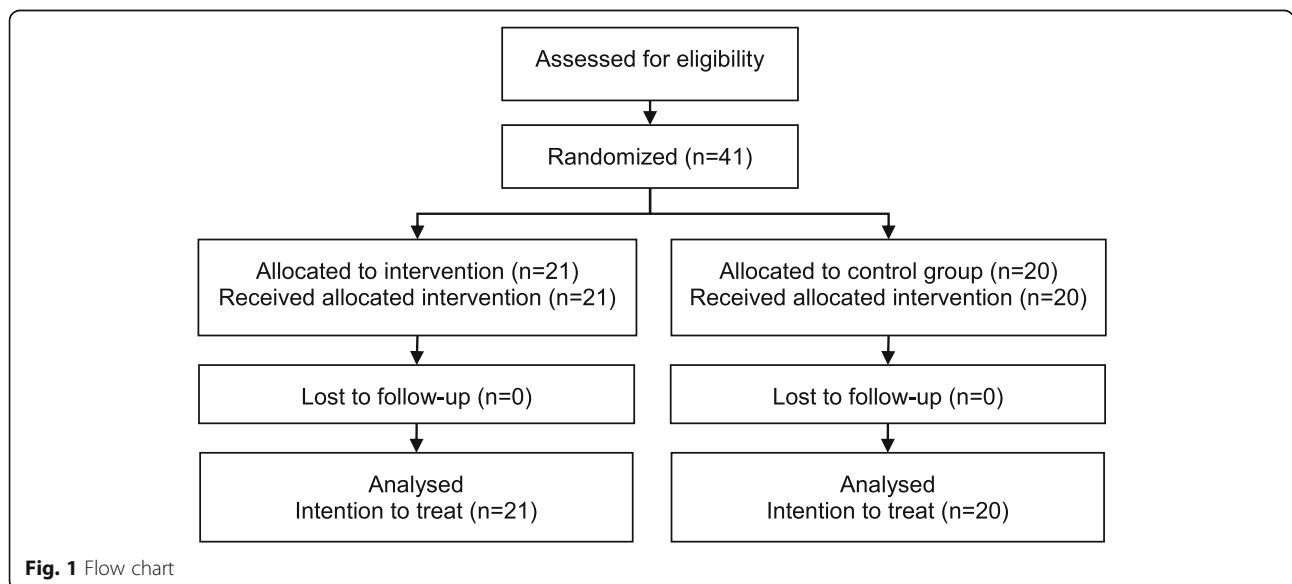 Assessed for eligibility
Randomized (n=41)
Allocated to intervention (n=21)
Received allocated intervention (n=21)
Allocated to control group (n=20)
Received allocated intervention (n=20)
Lost to follow-up (n=0)
Lost to follow-up (n=0)
Analysed
Intention to treat (n=21)
Analysed
Intention to treat (n=20)
Fig. 1 Flow chart